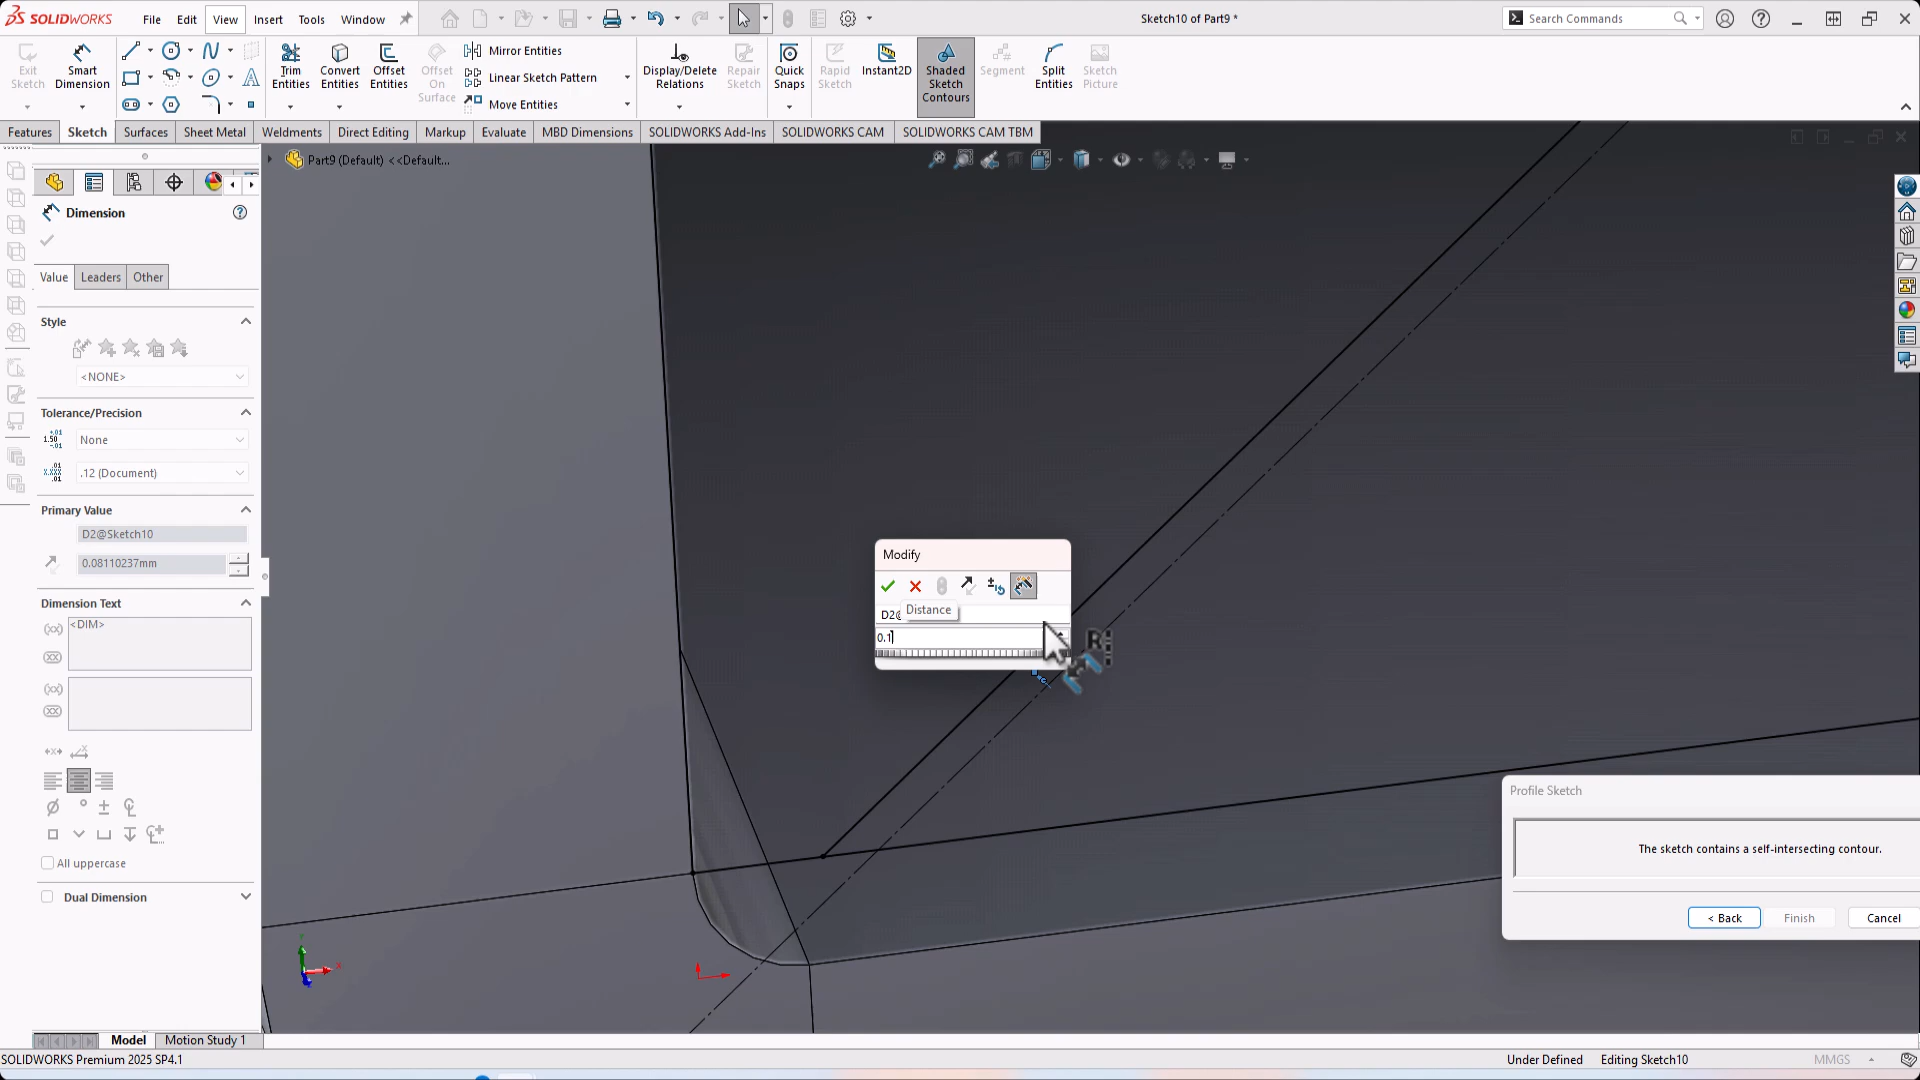 SOLIDWORKS
File
Edit
View
Insert
Tools
Window
Sketch10 of Part9 *
Search Commands
Exit Sketch
Smart Dimension
Trim Entities
Convert Entities
Offset Entities
Offset On Surface
Mirror Entities
Linear Sketch Pattern
Move Entities
Display/Delete Relations
Repair Sketch
Quick Snaps
Rapid Sketch
Instant2D
Shaded Sketch Contours
Segment
Split Entities
Sketch Picture
Features
Sketch
Surfaces
Sheet Metal
Weldments
Direct Editing
Markup
Evaluate
MBD Dimensions
SOLIDWORKS Add-Ins
SOLIDWORKS CAM
SOLIDWORKS CAM TBM
Part9 (Default) <<Default...
Dimension
Value
Leaders
Other
Style
<NONE>
Tolerance/Precision
None
.12 (Document)
Primary Value
D2@Sketch10
0.08110237mm
Dimension Text
<DIM>
All uppercase
Dual Dimension
Modify
D2@
Distance
0.1
Profile Sketch
The sketch contains a self-intersecting contour.
< Back
Finish
Cancel
Model
Motion Study 1
SOLIDWORKS Premium 2025 SP4.1
Under Defined
Editing Sketch10
MMGS